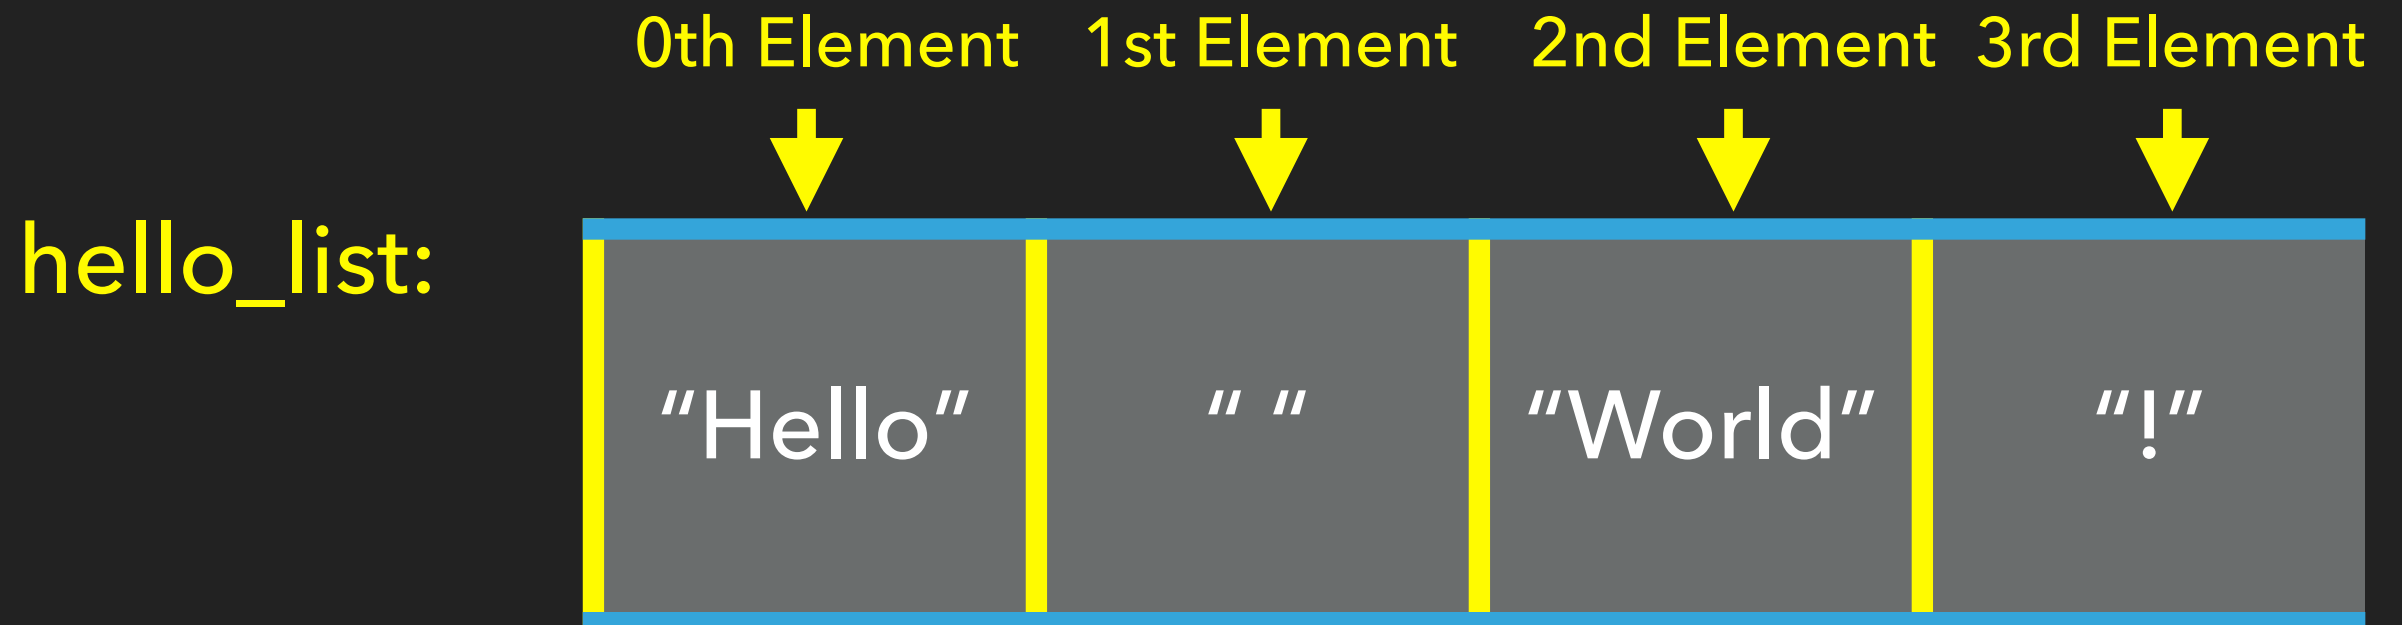 0th Element 1st Element 2nd Element 3rd Element
hello_list:
“Hello” “ ” “World” “!”